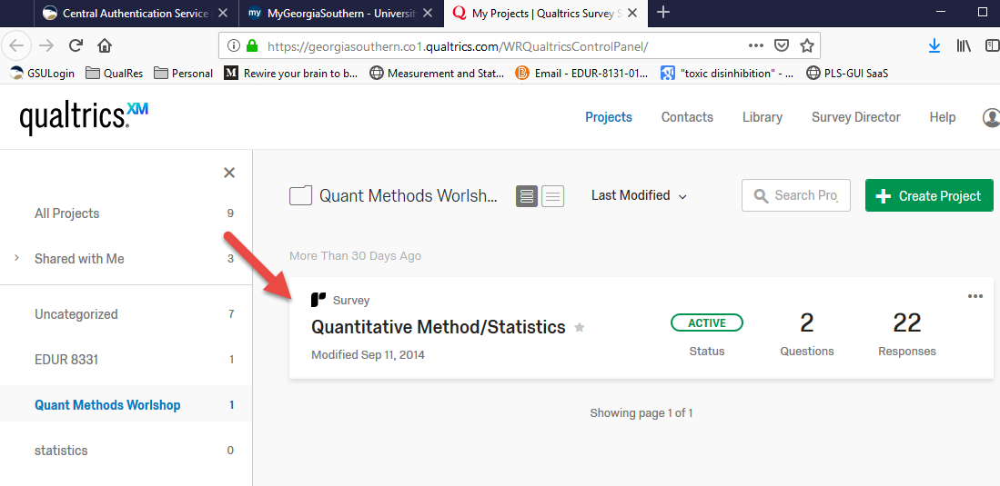 Central Authentication Service
MyGeorgiaSouthern - University
My Projects | Qualtrics Survey S
https://georgiasouthern.co1.qualtrics.com/WRQualtricsControlPanel/
GSULogin
QualRes
Personal
M
Rewire your brain to b...
Measurement and Stat...
Email - EDUR-8131-01...
"toxic disinhibition" - ...
PLS-GUI SaaS
qualtrics.XM
Projects
Contacts
Library
Survey Director
Help
All Projects 9
Shared with Me 3
Uncategorized 7
EDUR 8331 1
Quant Methods Worlshop 1
statistics 0
Quant Methods Worlsh...
Last Modified
Search Pro
Create Project
More Than 30 Days Ago
Survey
Quantitative Method/Statistics
Modified Sep 11, 2014
ACTIVE
Status
2
Questions
22
Responses
Showing page 1 of 1